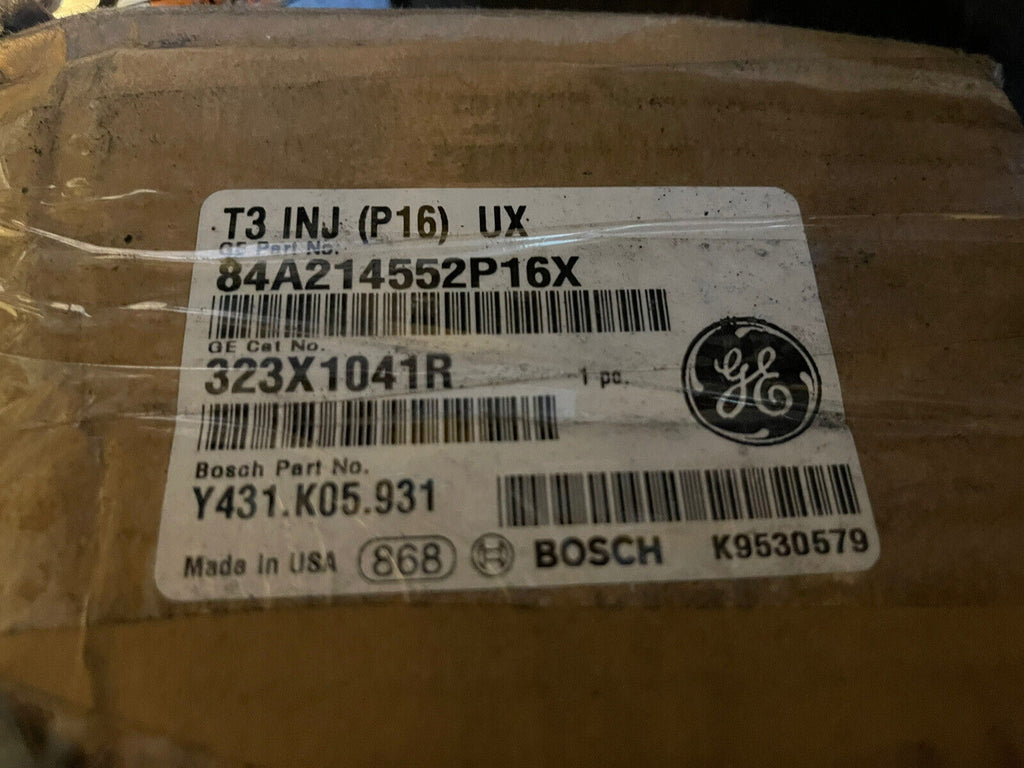 T3 INJ (P16) UX
GE Part No:
84A214552P16X
GE Cat No.
323X1041R 1 pc.
GE
Bosch Part No.
Y431.K05.931
Made in USA 868 BOSCH K9530579